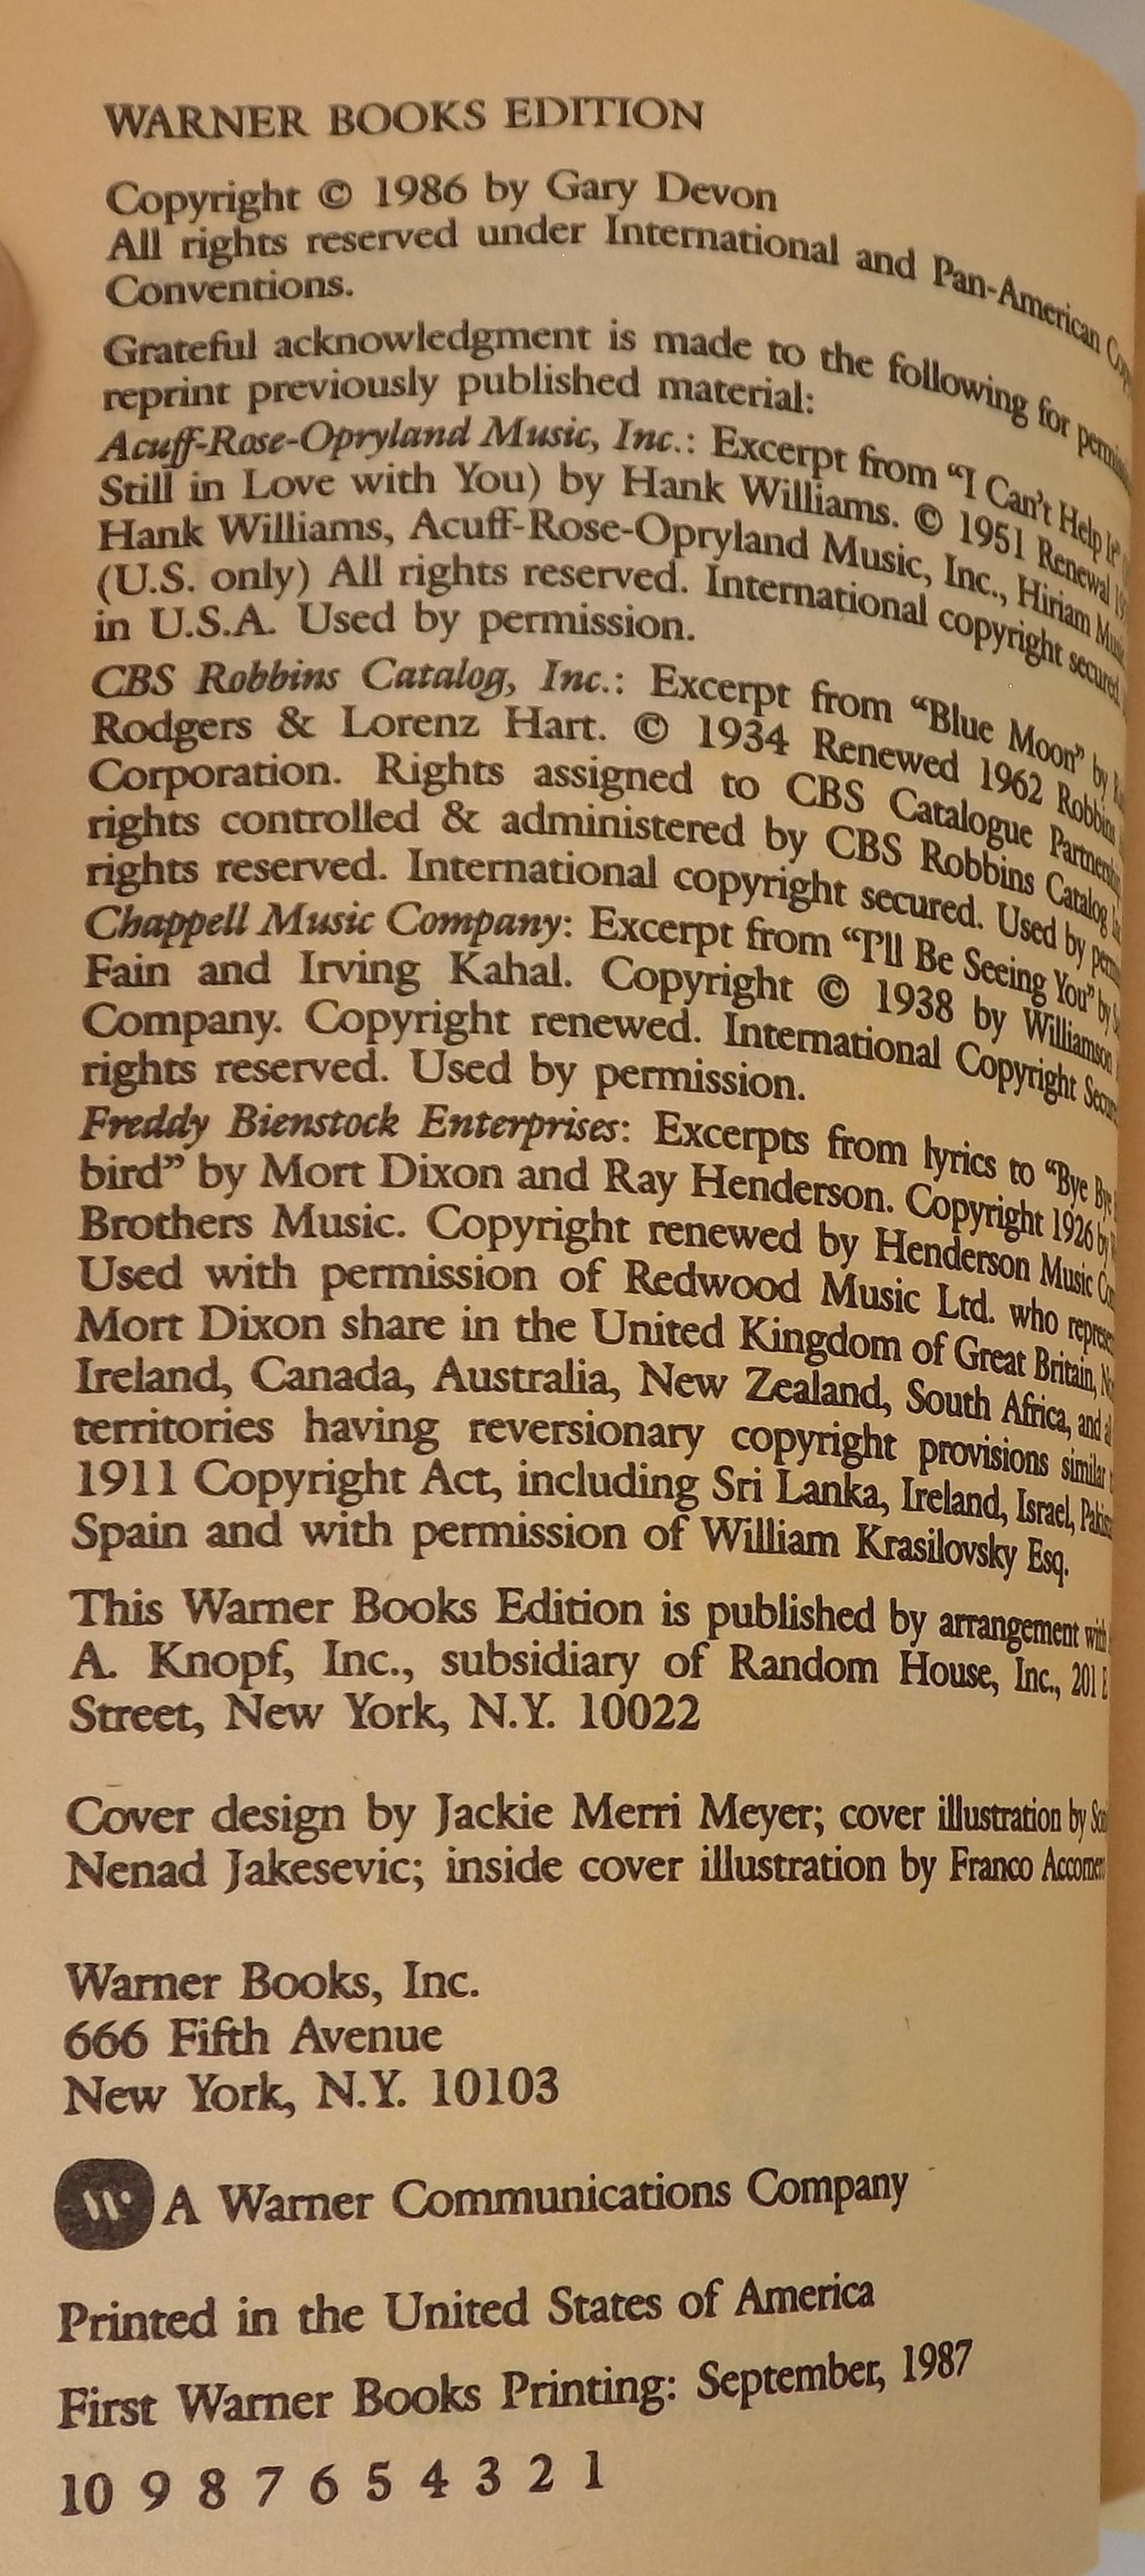 WARNER BOOKS EDITION
Copyright © 1986 by Gary Devon
All rights reserved under International and Pan-American
Conventions.
Grateful acknowledgment is made to the following for
reprint previously published material:
Acuff-Rose-Opryland Music, Inc.: Excerpt from “I Can't Help It”
Still in Love with You) by Hank Williams. © 1951 Renewal
Hank Williams, Acuff-Rose-Opryland Music, Inc., Hiriam
(U.S. only) All rights reserved. International copyright secured.
in U.S.A. Used by permission.
CBS Robbins Catalog, Inc.: Excerpt from “Blue Moon” by
Rodgers & Lorenz Hart. © 1934 Renewed 1962 Robbins
Corporation. Rights assigned to CBS Catalogue
rights controlled & administered by CBS Robbins Catalog
rights reserved. International copyright secured. Used by
Chappell Music Company: Excerpt from “I'll Be Seeing You” by
Fain and Irving Kahal. Copyright © 1938 by Williamson
Company. Copyright renewed. International Copyright
rights reserved. Used by permission.
Freddy Bienstock Enterprises: Excerpts from lyrics to “Bye Bye
bird” by Mort Dixon and Ray Henderson. Copyright 1926 by
Brothers Music. Copyright renewed by Henderson Music
Used with permission of Redwood Music Ltd. who
Mort Dixon share in the United Kingdom of Great Britain,
Ireland, Canada, Australia, New Zealand, South Africa, and
territories having reversionary copyright provisions similar
1911 Copyright Act, including Sri Lanka, Ireland, Israel,
Spain and with permission of William Krasilovsky Esq.
This Warner Books Edition is published by arrangement with
A. Knopf, Inc., subsidiary of Random House, Inc., 201
Street, New York, N.Y. 10022
Cover design by Jackie Merri Meyer; cover illustration by
Nenad Jakesevic; inside cover illustration by Franco
Warner Books, Inc.
666 Fifth Avenue
New York, N.Y. 10103
A Warner Communications Company
Printed in the United States of America
First Warner Books Printing: September, 1987
10 9 8 7 6 5 4 3 2 1